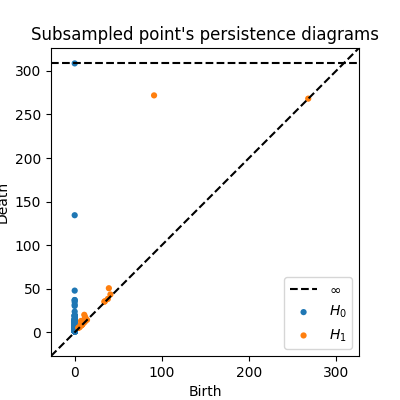 Subsampled point's persistence diagrams
300
250
200
150
100
50
0
Death
0 100 200 300
Birth
∞
H₀
H₁